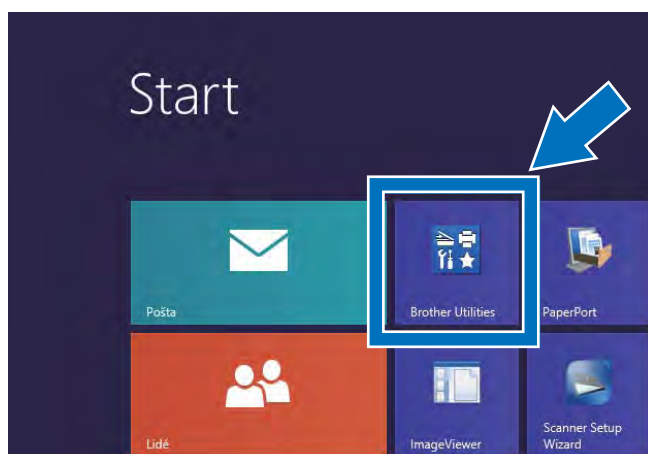 Start
Pošta
Brother Utilities
PaperPort
Lidé
ImageViewer
Scanner Setup
Wizard